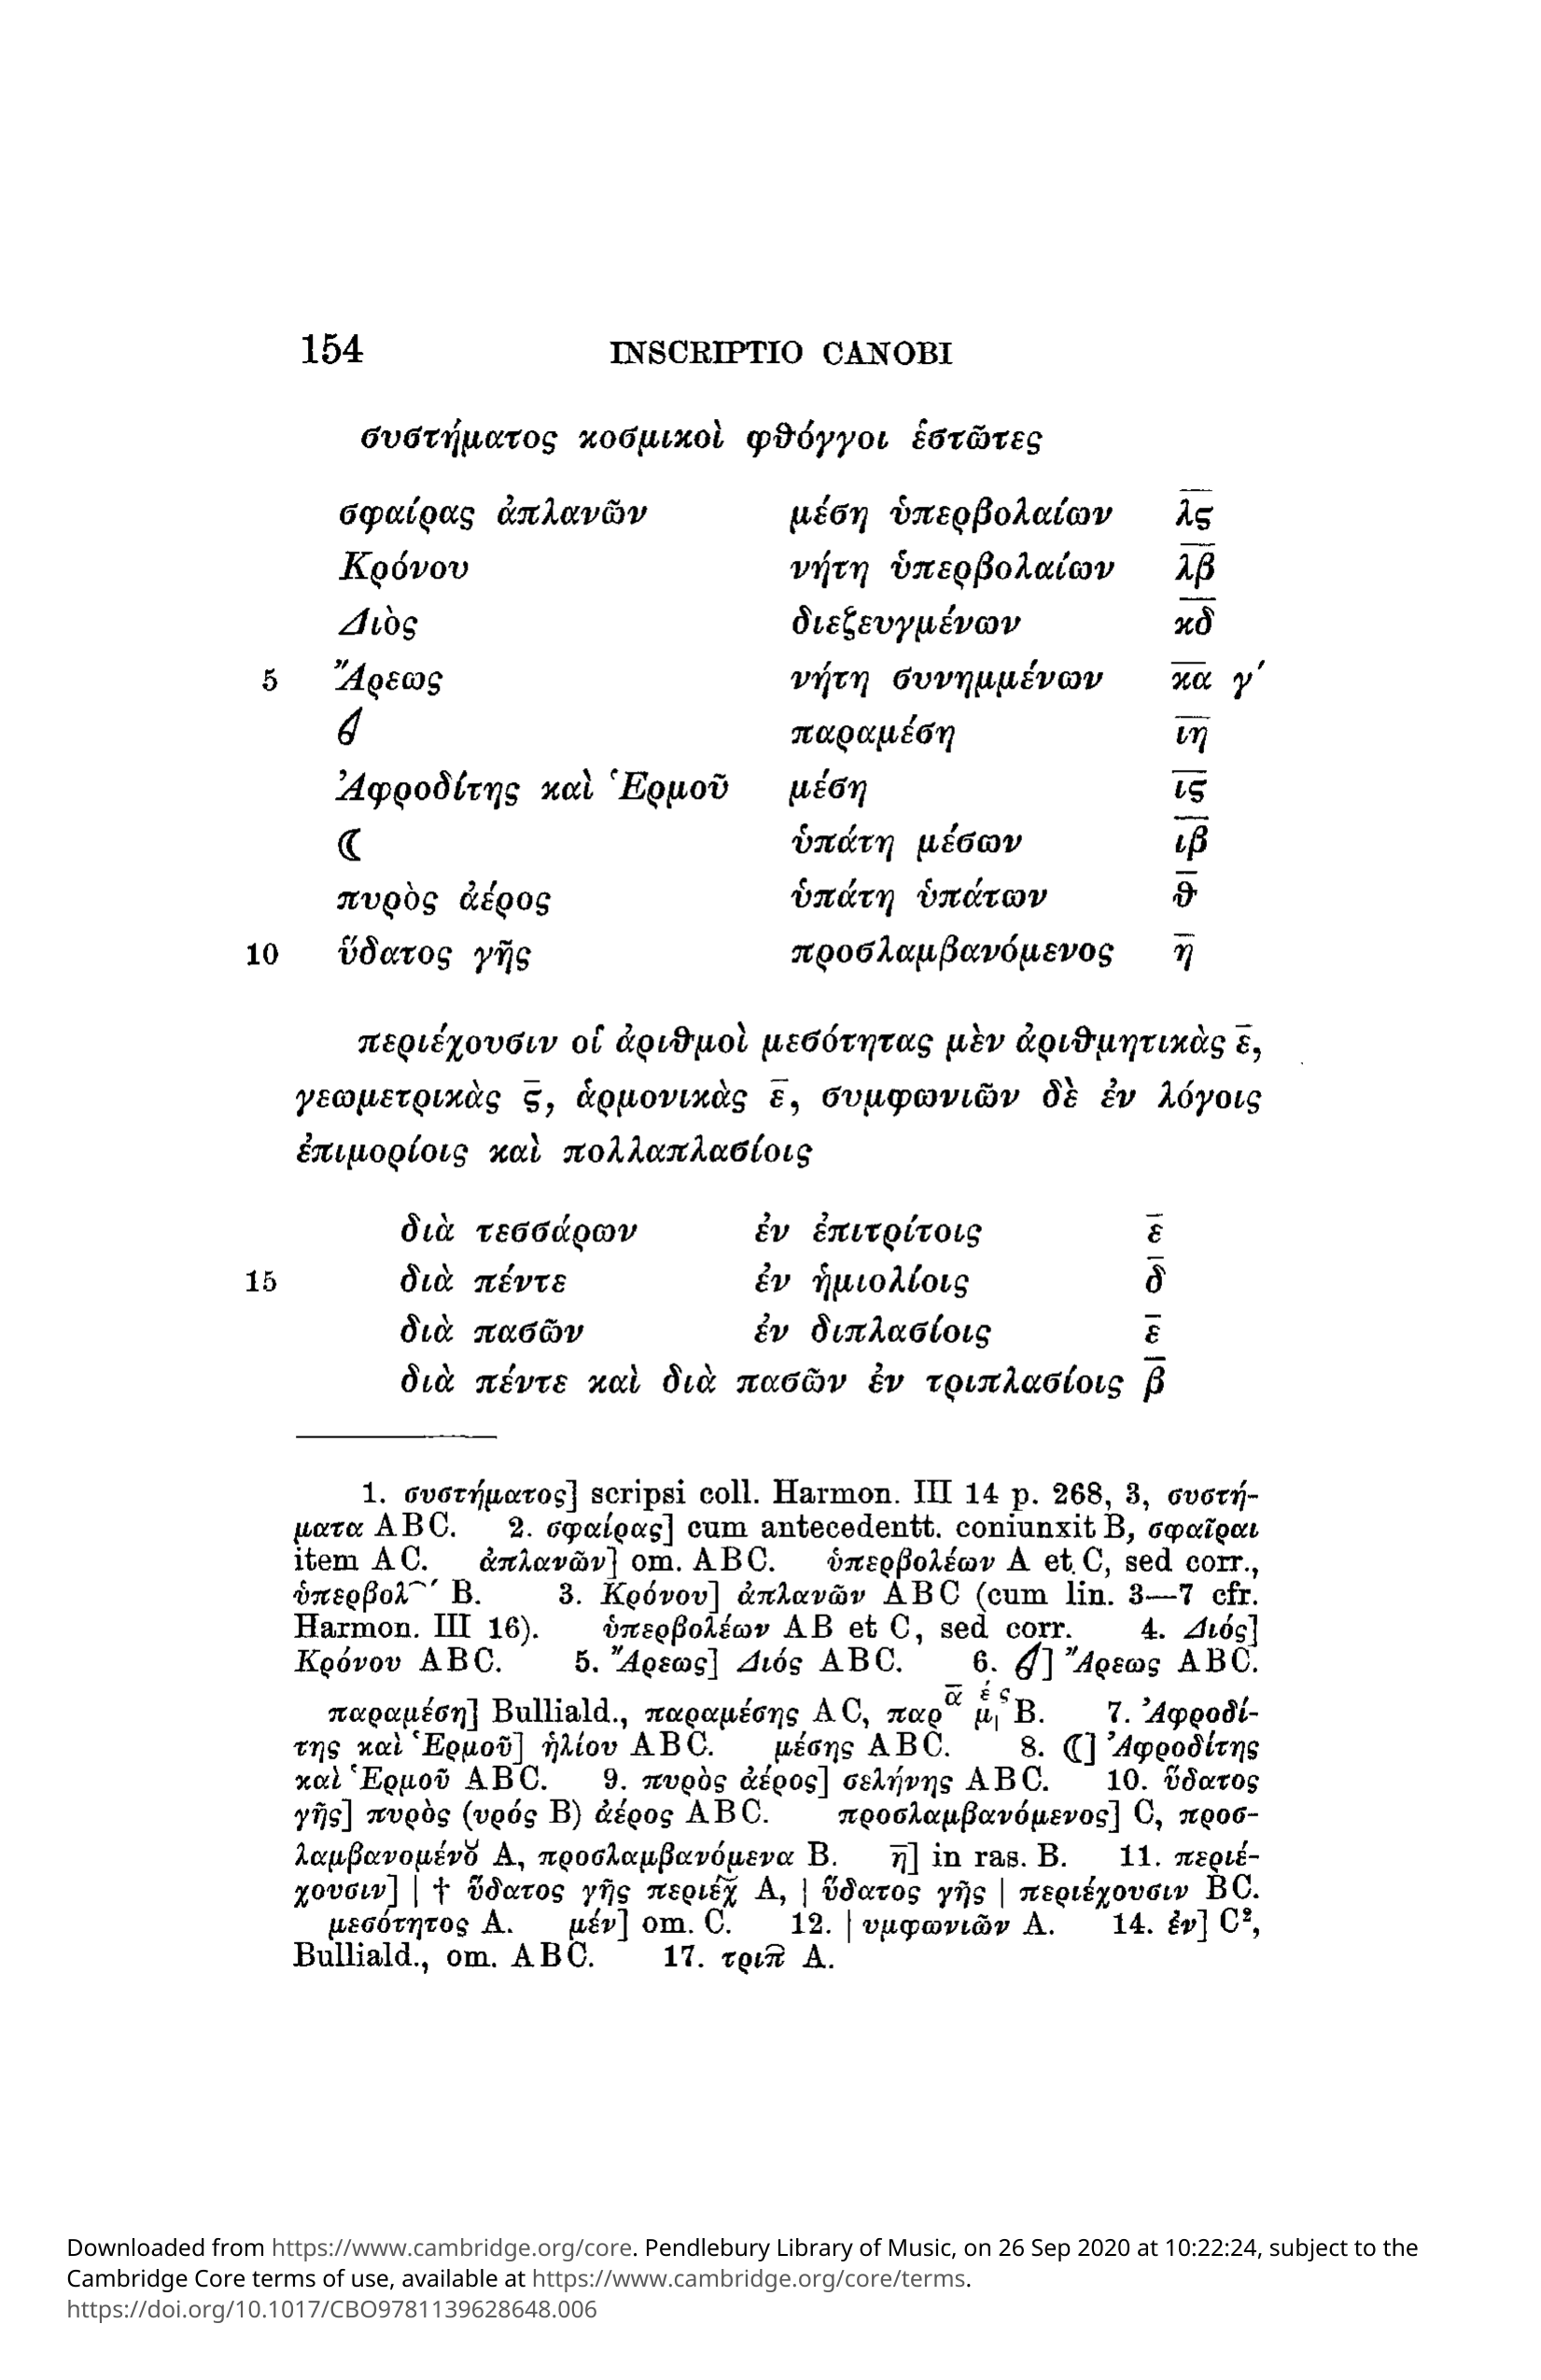 154 INSCRIPTIO CANOBI
συστήματος κοσμικοὶ φθόγγοι ἑστῶτες
σφαίρας ἀπλανῶν μέση ὑπερβολαίων λϛ
Κρόνου νήτη ὑπερβολαίων λβ
Διὸς διεζευγμένων κδ
5 Ἄρεως νήτη συνημμένων κα γ′
παραμέση ιη
Ἀφροδίτης καὶ Ἑρμοῦ μέση ιϛ
☾ ὑπάτη μέσων ιβ
πυρὸς ἀέρος ὑπάτη ὑπάτων θ
10 ὕδατος γῆς προσλαμβανόμενος η
περιέχουσιν οἱ ἀριθμοὶ μεσότητας μὲν ἀριθμητικὰς ε̄,
γεωμετρικὰς ϛ̄, ἁρμονικὰς ε̄, συμφωνιῶν δὲ ἐν λόγοις
ἐπιμορίοις καὶ πολλαπλασίοις
διὰ τεσσάρων ἐν ἐπιτρίτοις ε̄
15 διὰ πέντε ἐν ἡμιολίοις δ̄
διὰ πασῶν ἐν διπλασίοις ε̄
διὰ πέντε καὶ διὰ πασῶν ἐν τριπλασίοις β̄
1. συστήματος] scripsi coll. Harmon. III 14 p. 268, 3, συστή-
ματα ABC. 2. σφαίρας] cum antecedentt. coniunxit B, σφαῖραι
item AC. ἀπλανῶν] om. ABC. ὑπερβολέων A et C, sed corr.,
ὑπερβολ B. 3. Κρόνου] ἀπλανῶν ABC (cum lin. 3—7 cfr.
Harmon. III 16). ὑπερβολέων AB et C, sed corr. 4. Διός]
Κρόνου ABC. 5. Ἄρεως] Διός ABC. 6. ] Ἄρεως ABC.
παραμέση] Bulliald., παραμέσης AC, παρ B. 7. Ἀφροδί-
της καὶ Ἑρμοῦ] ἡλίου ABC. μέσης ABC. 8. ☾] Ἀφροδίτης
καὶ Ἑρμοῦ ABC. 9. πυρὸς ἀέρος] σελήνης ABC. 10. ὕδατος
γῆς] πυρὸς (υρός B) ἀέρος ABC. προσλαμβανόμενος] C, προσ-
λαμβανομένȣ A, προσλαμβανόμενα B. η̄] in ras. B. 11. περιέ-
χουσιν] | † ὕδατος γῆς περιέχ A, | ὕδατος γῆς | περιέχουσιν BC.
μεσότητος A. μέν] om. C. 12. | υμφωνιῶν A. 14. ἐν] C²,
Bulliald., om. ABC. 17. τριπ A.
Downloaded from https://www.cambridge.org/core. Pendlebury Library of Music, on 26 Sep 2020 at 10:22:24, subject to the
Cambridge Core terms of use, available at https://www.cambridge.org/core/terms.
https://doi.org/10.1017/CBO9781139628648.006